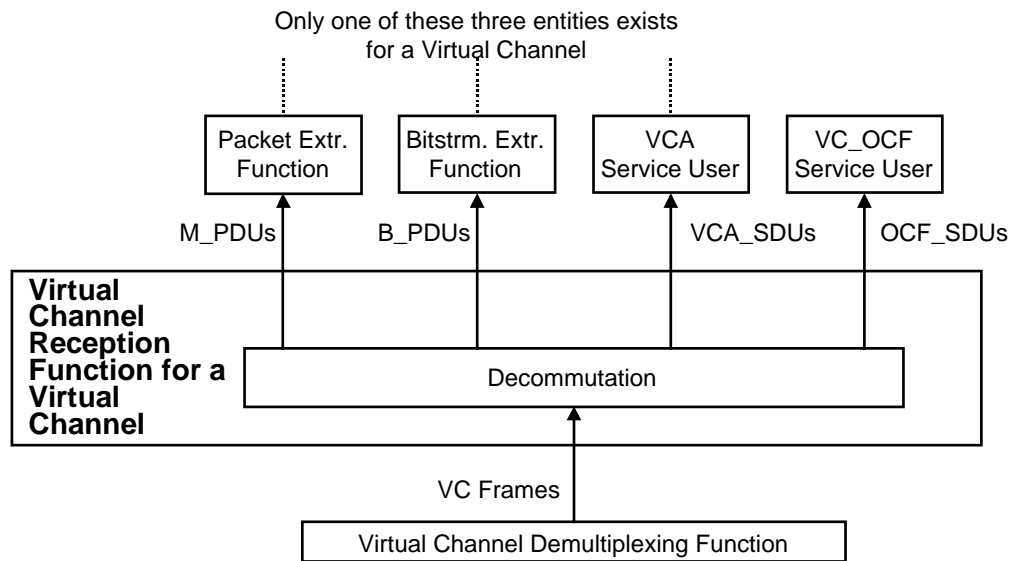 Only one of these three entities exists
for a Virtual Channel
Packet Extr.
Function
Bitstrm. Extr.
Function
VCA
Service User
VC_OCF
Service User
M_PDUs
B_PDUs
VCA_SDUs
OCF_SDUs
Virtual
Channel
Reception
Function for a
Virtual
Channel
Decommutation
VC Frames
Virtual Channel Demultiplexing Function